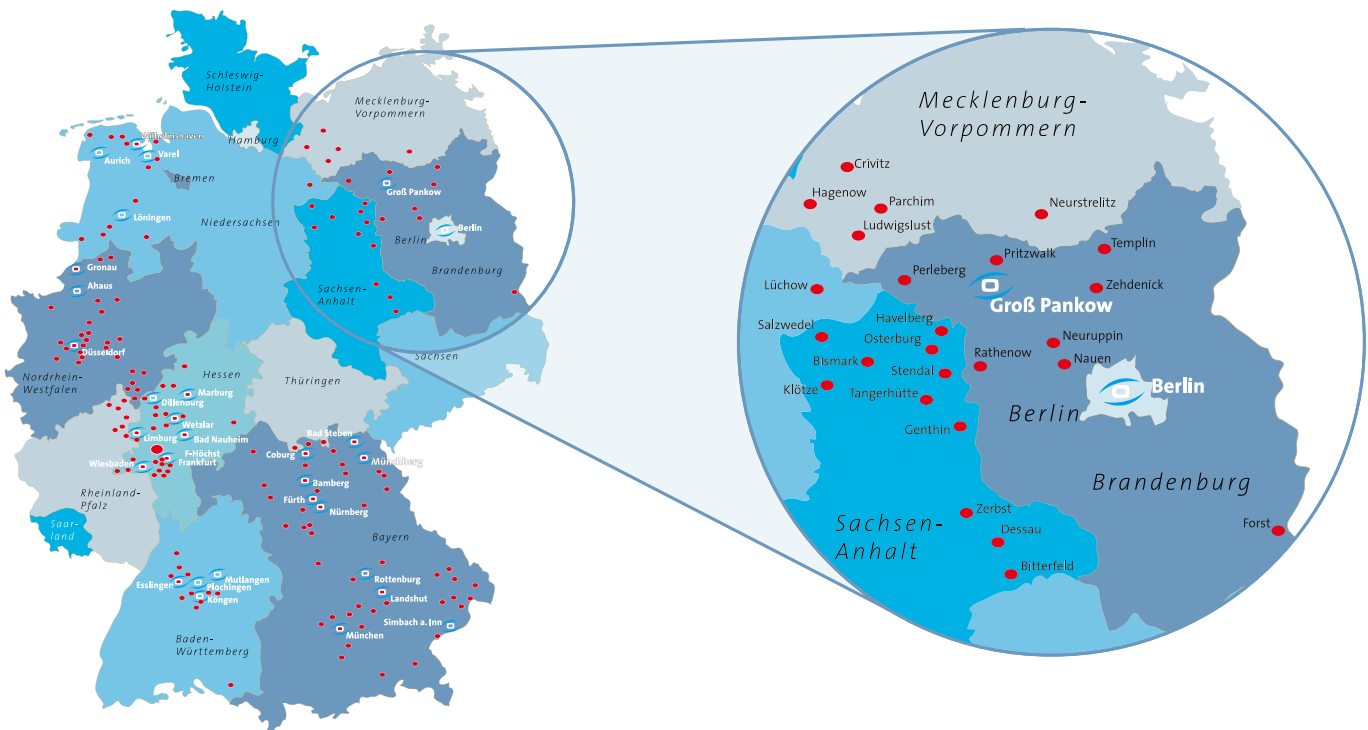 Schleswig-
Holstein
Mecklenburg-
Vorpommern
Hamburg
Wilhelmshaven
Aurich
Varel
Bremen
Groß Pankow
Löningen
Niedersachsen
Berlin
Berlin
Brandenburg
Gronau
Ahaus
Sachsen-
Anhalt
Düsseldorf
Sachsen
Nordrhein-
Westfalen
Hessen
Thüringen
Marburg
Dillenburg
Wetzlar
Limburg
Bad Nauheim
Bad Steben
F-Höchst
Frankfurt
Wiesbaden
Coburg
Münchberg
Rheinland-
Pfalz
Bamberg
Fürth
Nürnberg
Saar-
land
Bayern
Esslingen
Mutlangen
Plochingen
Köngen
Rottenburg
Landshut
Simbach a. Inn
München
Baden-
Württemberg
Mecklenburg-
Vorpommern
Crivitz
Hagenow
Parchim
Neurstrelitz
Ludwigslust
Templin
Pritzwalk
Perleberg
Zehdenick
Lüchow
Groß Pankow
Havelberg
Salzwedel
Osterburg
Neuruppin
Bismark
Rathenow
Nauen
Stendal
Klötze
Tangerhütte
Berlin
Berlin
Genthin
Brandenburg
Zerbst
Sachsen-
Anhalt
Dessau
Forst
Bitterfeld